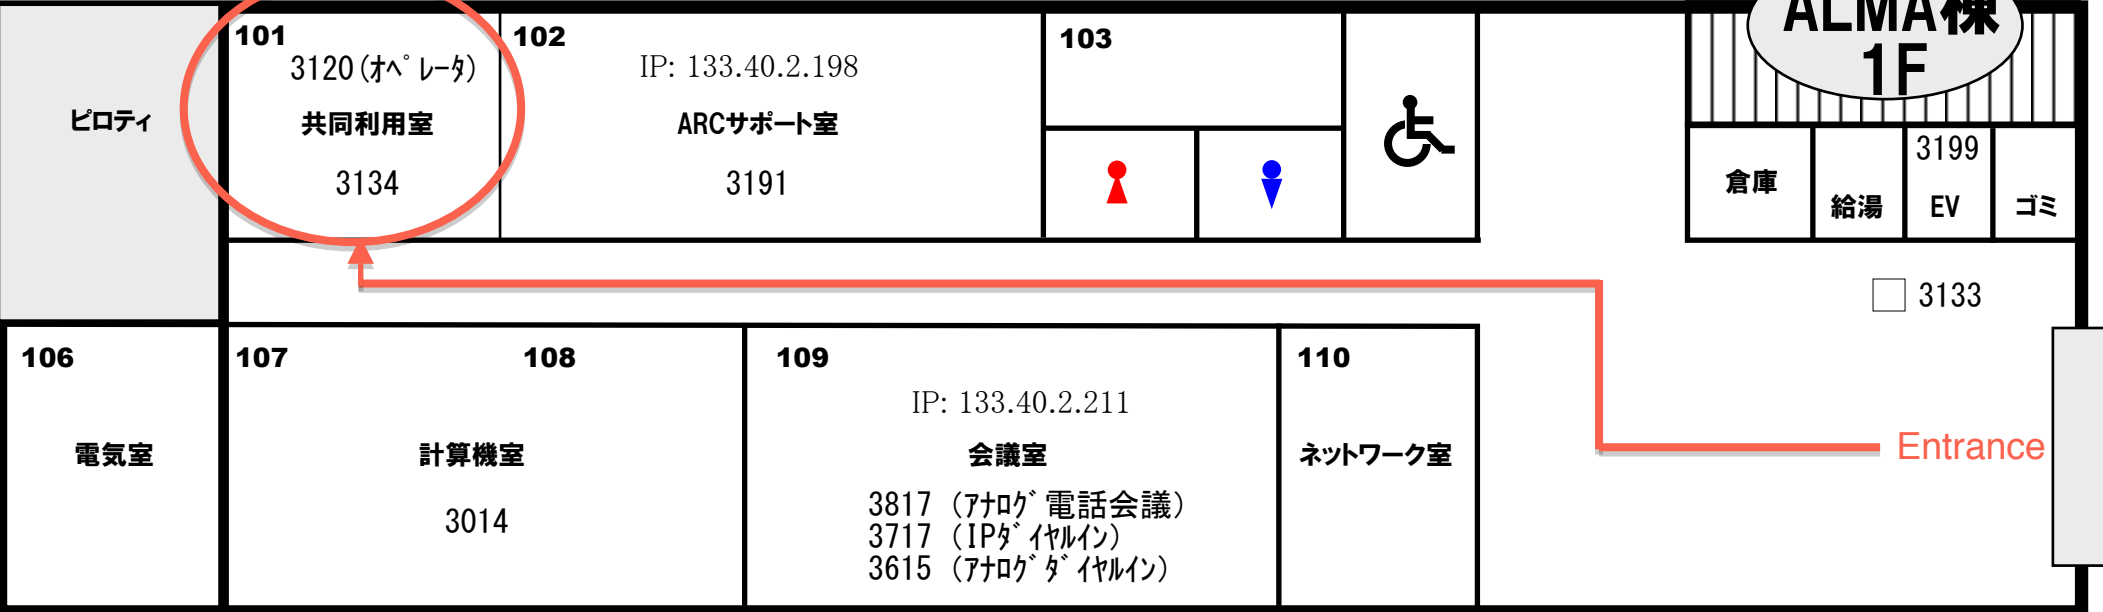 ALMA棟
1F
ピロティ
101
3120(ｵﾍﾟﾚｰﾀ)
共同利用室
3134
102
IP: 133.40.2.198
ARCサポート室
3191
103
倉庫
給湯
3199
EV
ゴミ
3133
106
電気室
107
108
計算機室
3014
109
IP: 133.40.2.211
会議室
3817 (ｱﾅﾛｸﾞ電話会議)
3717 (IPﾀﾞｲﾔﾙｲﾝ)
3615 (ｱﾅﾛｸﾞﾀﾞｲﾔﾙｲﾝ)
110
ネットワーク室
Entrance